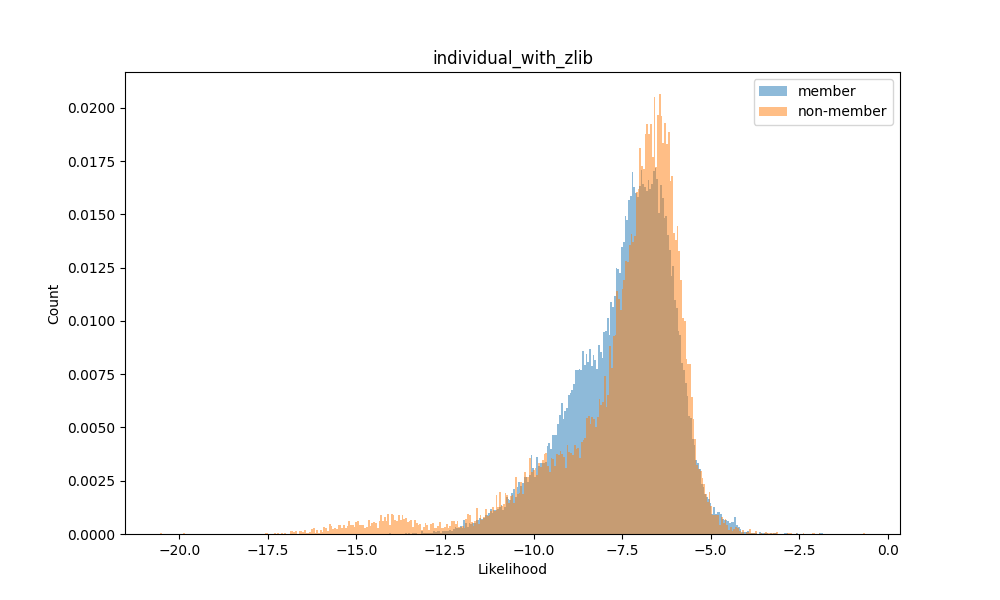 individual_with_zlib
member
non-member
0.0200
0.0175
0.0150
0.0125
0.0100
0.0075
0.0050
0.0025
0.0000
Count
−20.0 −17.5 −15.0 −12.5 −10.0 −7.5 −5.0 −2.5 0.0
Likelihood